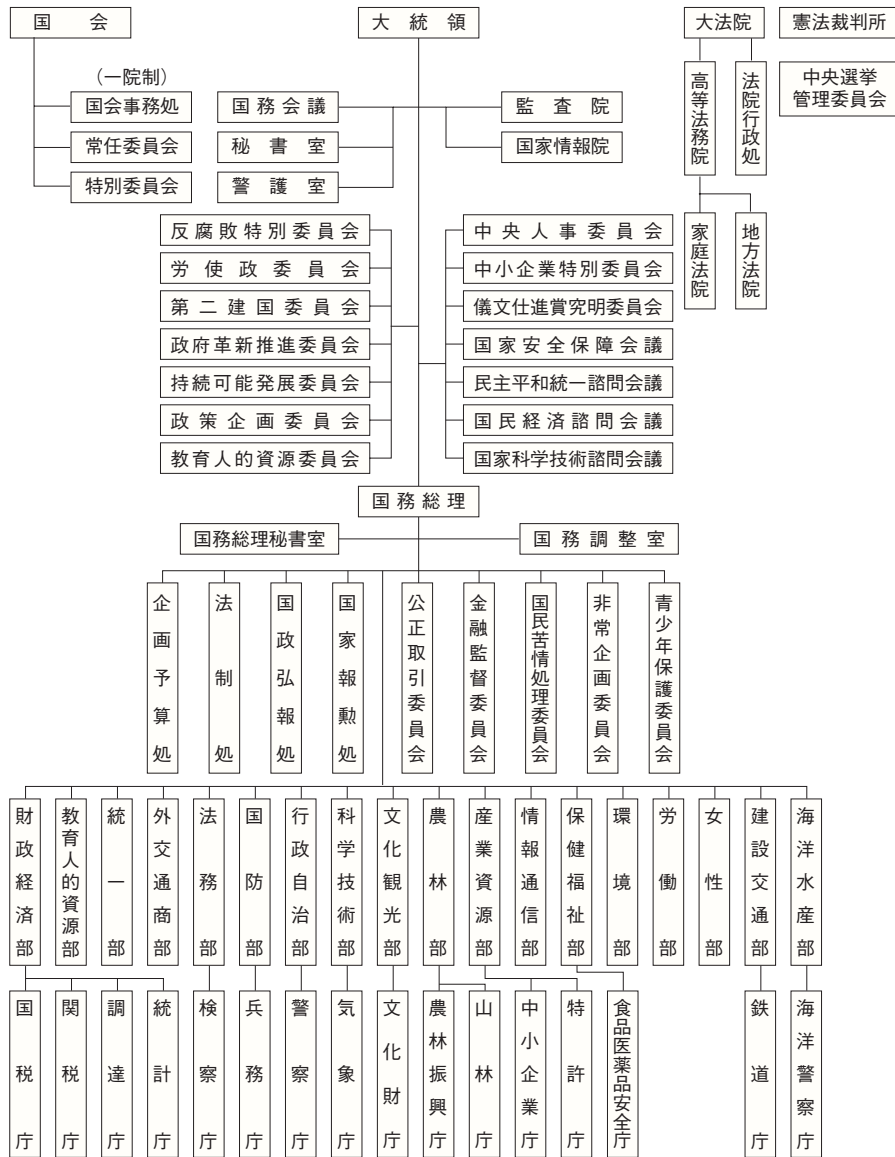 国会
大統領
大法院
憲法裁判所
(一院制)
国会事務処
常任委員会
特別委員会
国務会議
秘書室
警護室
監査院
国家情報院
高等法務院
法院行政処
中央選挙
管理委員会
家庭法院
地方法院
反腐敗特別委員会
労使政委員会
第二建国委員会
政府革新推進委員会
持続可能発展委員会
政策企画委員会
教育人的資源委員会
中央人事委員会
中小企業特別委員会
儀文仕進賞究明委員会
国家安全保障会議
民主平和統一諮問会議
国民経済諮問会議
国家科学技術諮問会議
国務総理
国務総理秘書室
国務調整室
企画予算処
法制処
国政弘報処
国家報勲処
公正取引委員会
金融監督委員会
国民苦情処理委員会
非常企画委員会
青少年保護委員会
財政経済部
教育人的資源部
統一部
外交通商部
法務部
国防部
行政自治部
科学技術部
文化観光部
農林部
産業資源部
情報通信部
保健福祉部
環境部
労働部
女性部
建設交通部
海洋水産部
国税庁
関税庁
調達庁
統計庁
検察庁
兵務庁
警察庁
気象庁
文化財庁
農林振興庁
山林庁
中小企業庁
特許庁
食品医薬品安全庁
鉄道庁
海洋警察庁